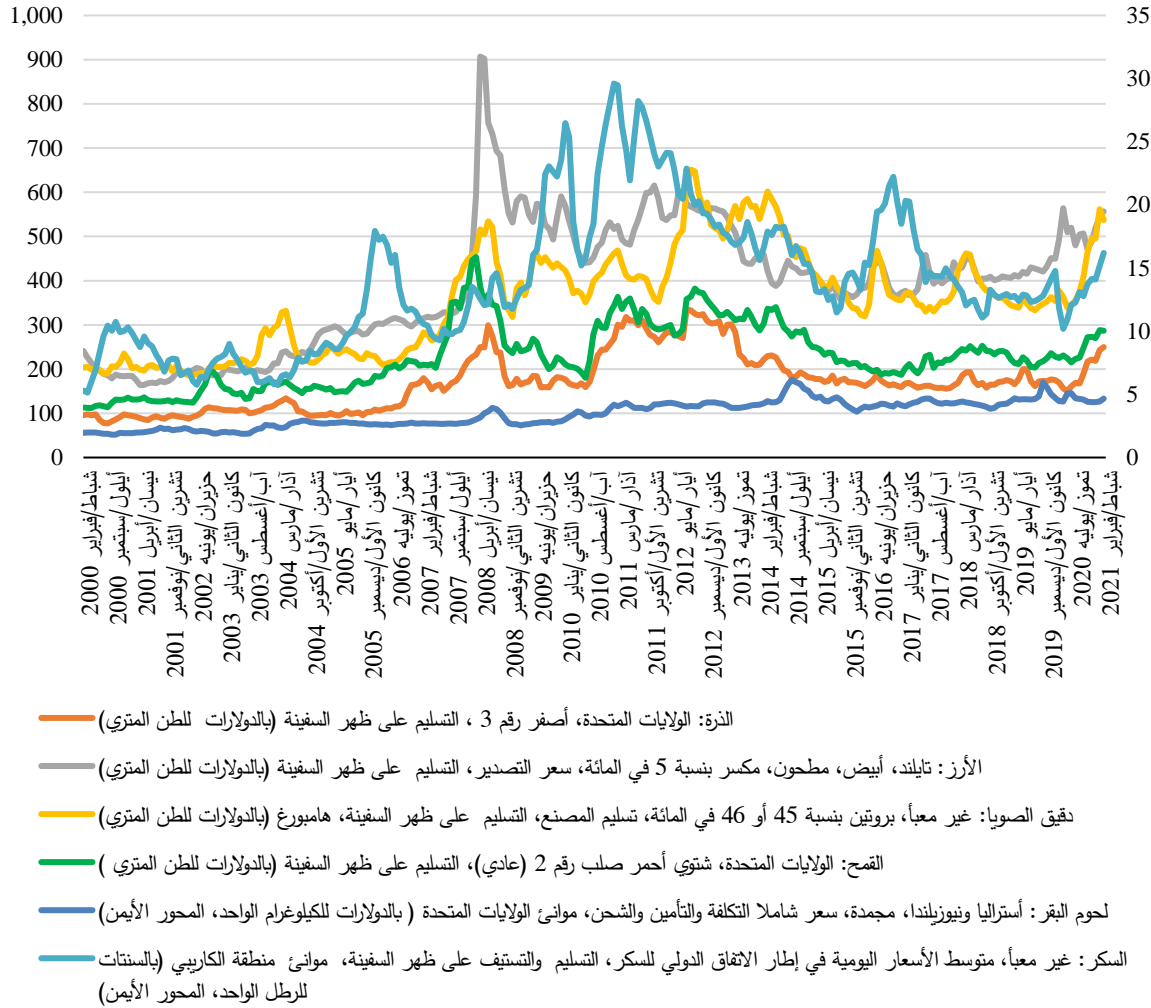 1,000
900
800
700
600
500
400
300
200
100
0
35
30
25
20
15
10
5
0
شباط/فبراير 2000
أيلول/سبتمبر 2000
نيسان/أبريل 2001
تشرين الثاني/نوفمبر 2001
حزيران/يونيه 2002
كانون الثاني/يناير 2003
آب/أغسطس 2003
آذار/مارس 2004
تشرين الأول/أكتوبر 2004
أيار/مايو 2005
كانون الأول/ديسمبر 2005
تموز/يوليه 2006
شباط/فبراير 2007
أيلول/سبتمبر 2007
نيسان/أبريل 2008
تشرين الثاني/نوفمبر 2008
حزيران/يونيه 2009
كانون الثاني/يناير 2010
آب/أغسطس 2010
آذار/مارس 2011
تشرين الأول/أكتوبر 2011
أيار/مايو 2012
كانون الأول/ديسمبر 2012
تموز/يوليه 2013
شباط/فبراير 2014
أيلول/سبتمبر 2014
نيسان/أبريل 2015
تشرين الثاني/نوفمبر 2015
حزيران/يونيه 2016
كانون الثاني/يناير 2017
آب/أغسطس 2017
آذار/مارس 2018
تشرين الأول/أكتوبر 2018
أيار/مايو 2019
كانون الأول/ديسمبر 2019
تموز/يوليه 2020
شباط/فبراير 2021
الذرة: الولايات المتحدة، أصفر رقم 3 ، التسليم على ظهر السفينة (بالدولارات للطن المتري)
الأرز: تايلند، أبيض، مطحون، مكسر بنسبة 5 في المائة، سعر التصدير، التسليم على ظهر السفينة (بالدولارات للطن المتري)
دقيق الصويا: غير معبأ، بروتين بنسبة 45 أو 46 في المائة، تسليم المصنع، التسليم على ظهر السفينة، هامبورغ (بالدولارات للطن المتري)
القمح: الولايات المتحدة، شتوي أحمر صلب رقم 2 (عادي)، التسليم على ظهر السفينة (بالدولارات للطن المتري )
لحوم البقر: أستراليا ونيوزيلندا، مجمدة، سعر شاملا التكلفة والتأمين والشحن، موانئ الولايات المتحدة ( بالدولارات للكيلوغرام الواحد، المحور الأيمن)
السكر: غير معبأ، متوسط الأسعار اليومية في إطار الاتفاق الدولي للسكر، التسليم والتستيف على ظهر السفينة، موانئ منطقة الكاريبي (بالسنتات
للرطل الواحد، المحور الأيمن)